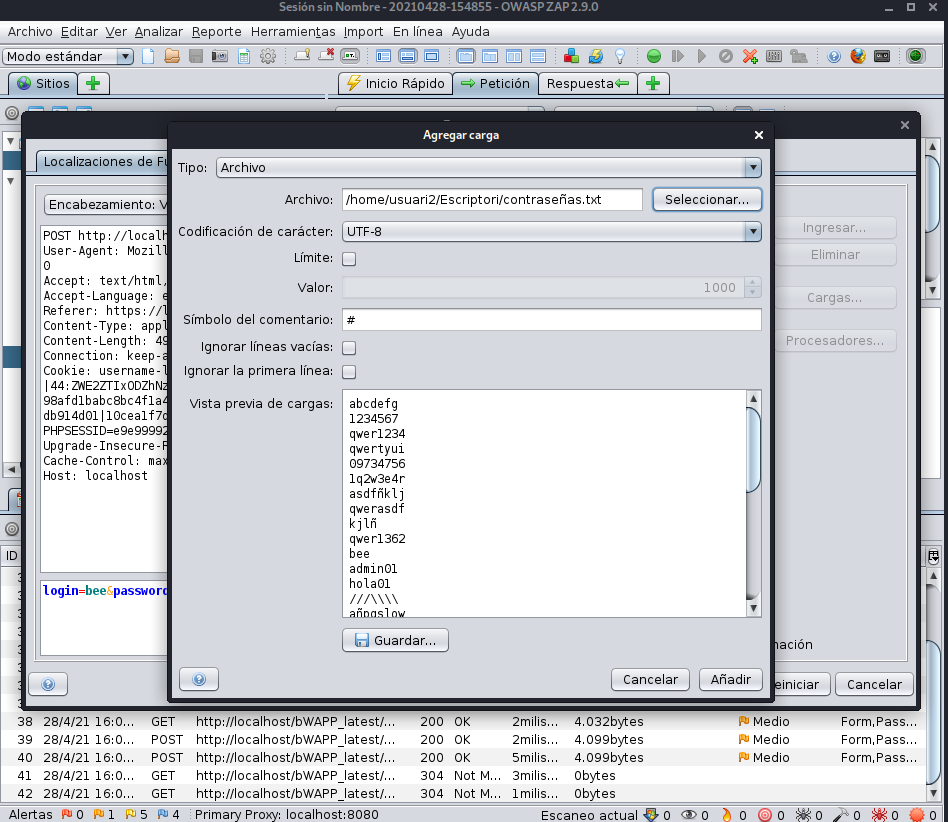 Sesión sin Nombre - 20210428-154855 - OWASP ZAP 2.9.0
Archivo Editar Ver Analizar Reporte Herramientas Import En línea Ayuda
Modo estándar
Sitios
Inicio Rápido
Petición
Respuesta
Agregar carga
Localizaciones de Fu
Tipo: Archivo
Archivo: /home/usuari2/Escriptori/contraseñas.txt Seleccionar...
Codificación de carácter: UTF-8
Límite:
Valor: 1000
Símbolo del comentario: #
Ignorar líneas vacías:
Ignorar la primera línea:
Vista previa de cargas:
abcdefg
1234567
qwer1234
qwertyui
09734756
1q2w3e4r
asdfñklj
qwerasdf
kjlñ
qwer1362
bee
admin01
hola01
///\\\\
añpqslow
Guardar...
Cancelar
Añadir
Encabezamiento: V
POST http://localh
User-Agent: Mozill
0
Accept: text/html,
Accept-Language: e
Referer: https://l
Content-Type: appl
Content-Length: 49
Connection: keep-a
Cookie: username-l
|44:ZWE2ZTIxODZhNz
98afd1babc8bc4f1a4
db914d01|10cea1f7d
PHPSESSID=e9e99992
Upgrade-Insecure-R
Cache-Control: max
Host: localhost
login=bee&password
Ingresar...
Eliminar
Cargas...
Procesadores...
mación
einiciar
Cancelar
ID
38 28/4/21 16:0... GET http://localhost/bWAPP_latest/... 200 OK 2milis... 4.032bytes Medio Form,Pass...
39 28/4/21 16:0... POST http://localhost/bWAPP_latest/... 200 OK 2milis... 4.099bytes Medio Form,Pass...
40 28/4/21 16:0... POST http://localhost/bWAPP_latest/... 200 OK 5milis... 4.099bytes Medio Form,Pass...
41 28/4/21 16:0... GET http://localhost/bWAPP_latest/... 304 Not M... 3milis... 0bytes
42 28/4/21 16:0... GET http://localhost/bWAPP_latest/... 304 Not M... 1milis... 0bytes
Alertas 0 1 5 4 Primary Proxy: localhost:8080 Escaneo actual 0 0 0 0 0 0 0 0